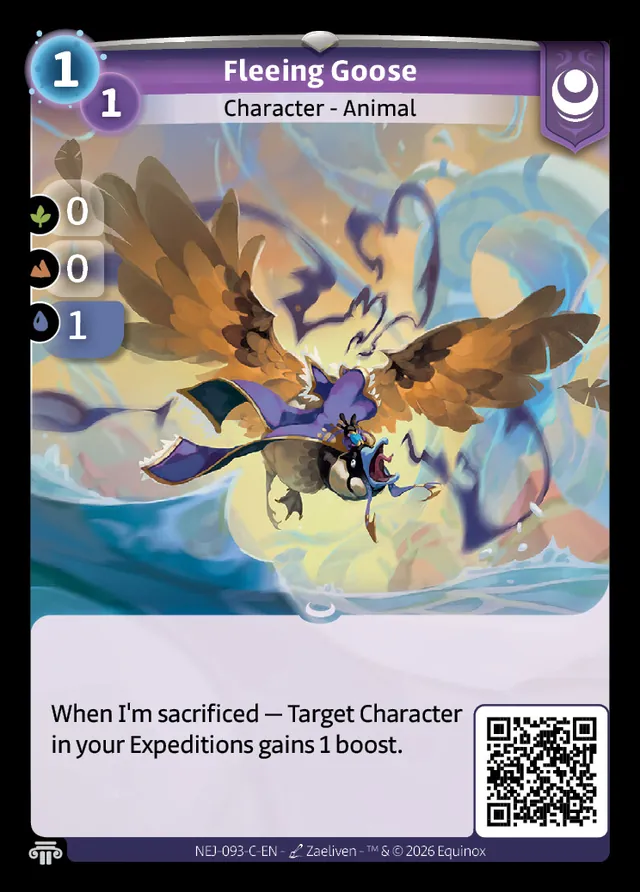 1
1
Fleeing Goose
Character - Animal
0
0
1
When I'm sacrificed — Target Character
in your Expeditions gains 1 boost.
NEJ-093-C-EN - Zaeliven - ™ & © 2026 Equinox